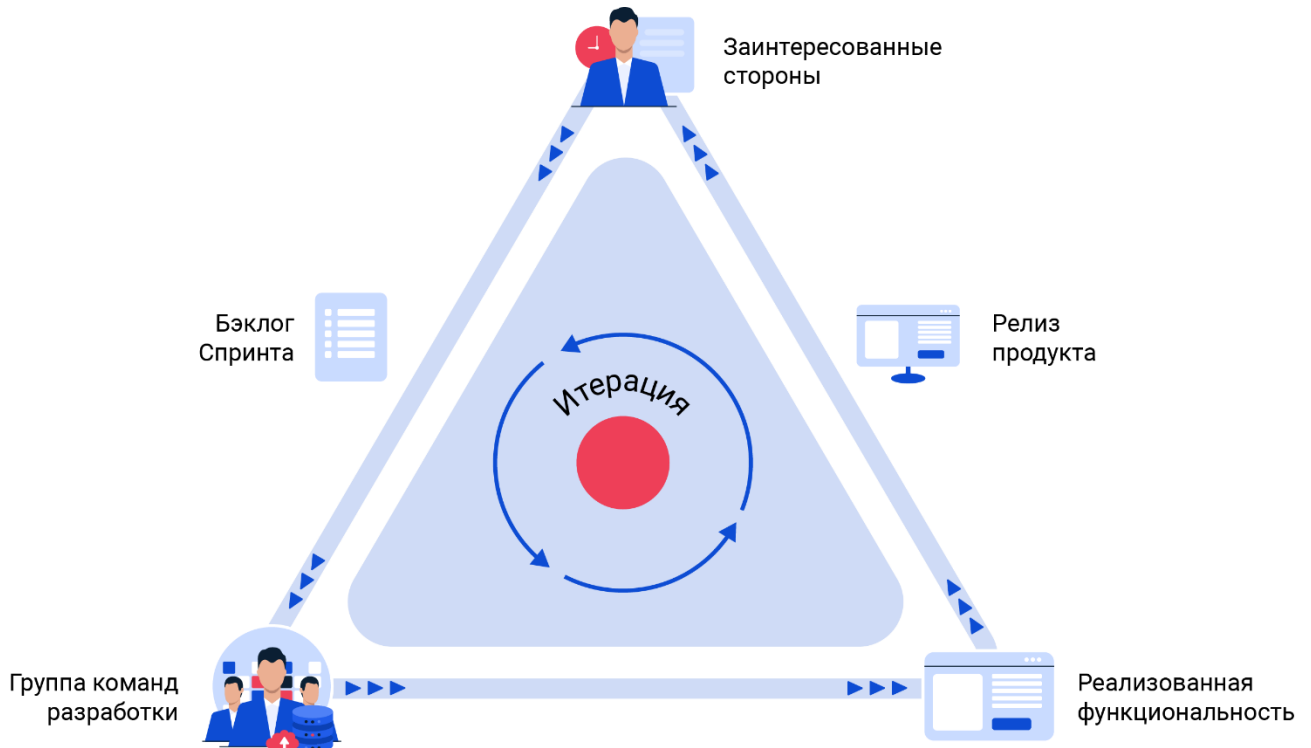 Заинтересованные
стороны
Бэклог
Спринта
Релиз
продукта
Итерация
Группа команд
разработки
Реализованная
функциональность